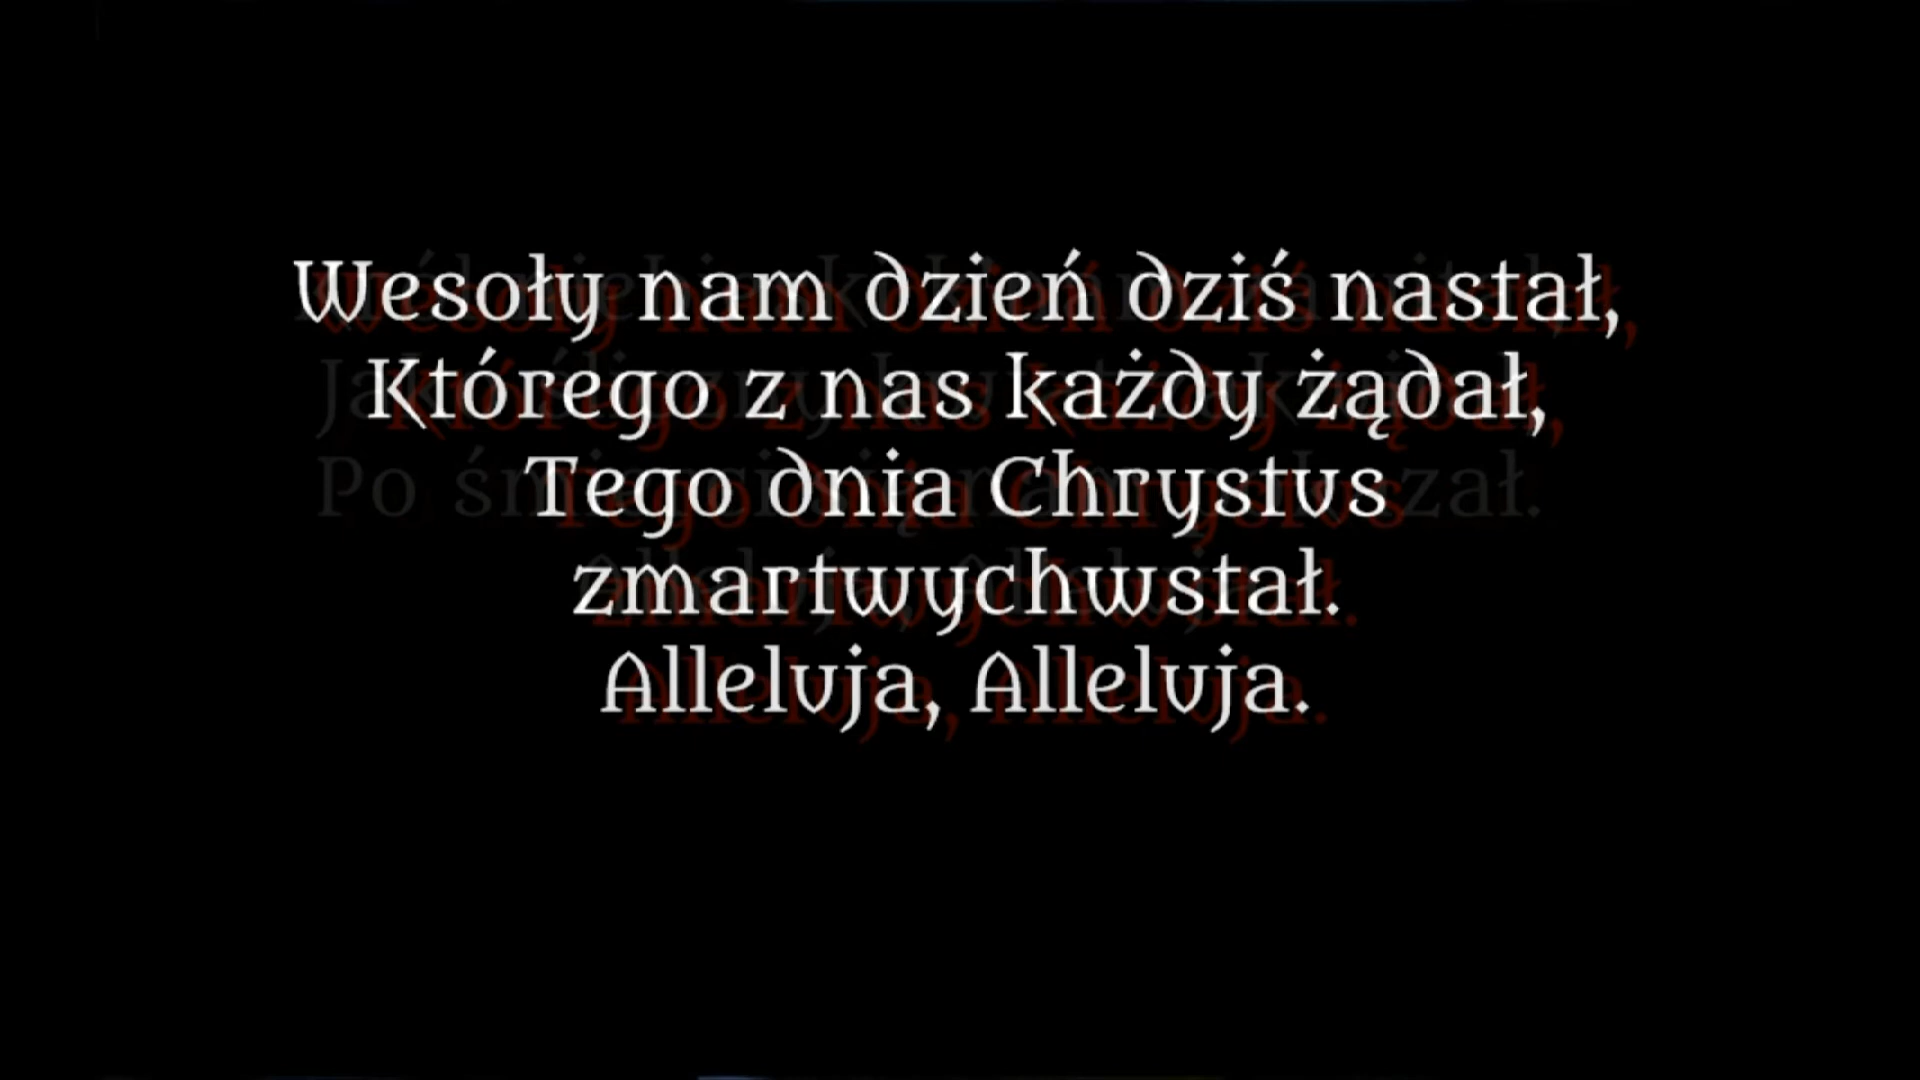 Wesoły nam dzień dziś nastał,
Którego z nas każdy żądał,
Tego dnia Chrystus
zmartwychwstał.
Alleluja, Alleluja.